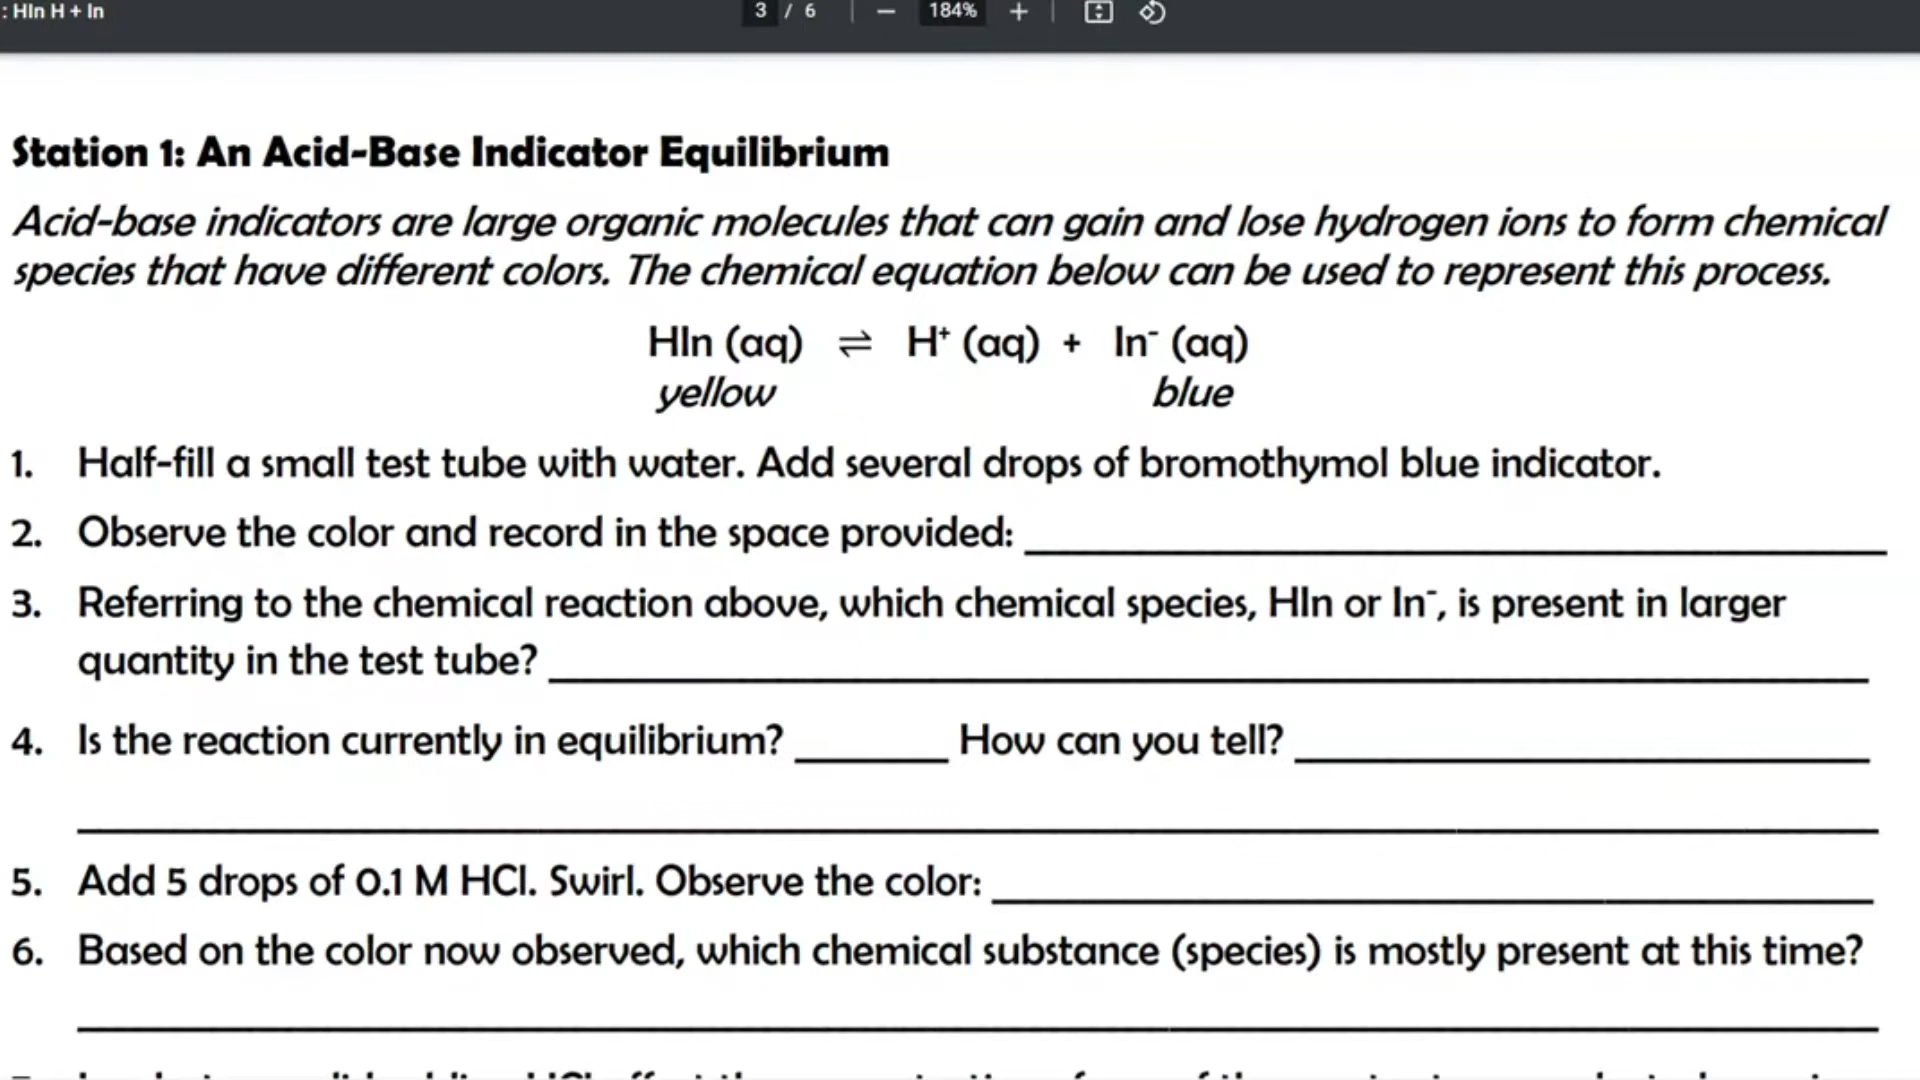 : HIn H + In
3 / 6 — 184% +
Station 1: An Acid-Base Indicator Equilibrium
Acid-base indicators are large organic molecules that can gain and lose hydrogen ions to form chemical
species that have different colors. The chemical equation below can be used to represent this process.
HIn (aq) ⇌ H⁺ (aq) + In⁻ (aq)
yellow blue
1. Half-fill a small test tube with water. Add several drops of bromothymol blue indicator.
2. Observe the color and record in the space provided: ____________________
3. Referring to the chemical reaction above, which chemical species, HIn or In⁻, is present in larger
quantity in the test tube? ____________________
4. Is the reaction currently in equilibrium? _______ How can you tell? ____________________
5. Add 5 drops of 0.1 M HCl. Swirl. Observe the color: ____________________
6. Based on the color now observed, which chemical substance (species) is mostly present at this time?